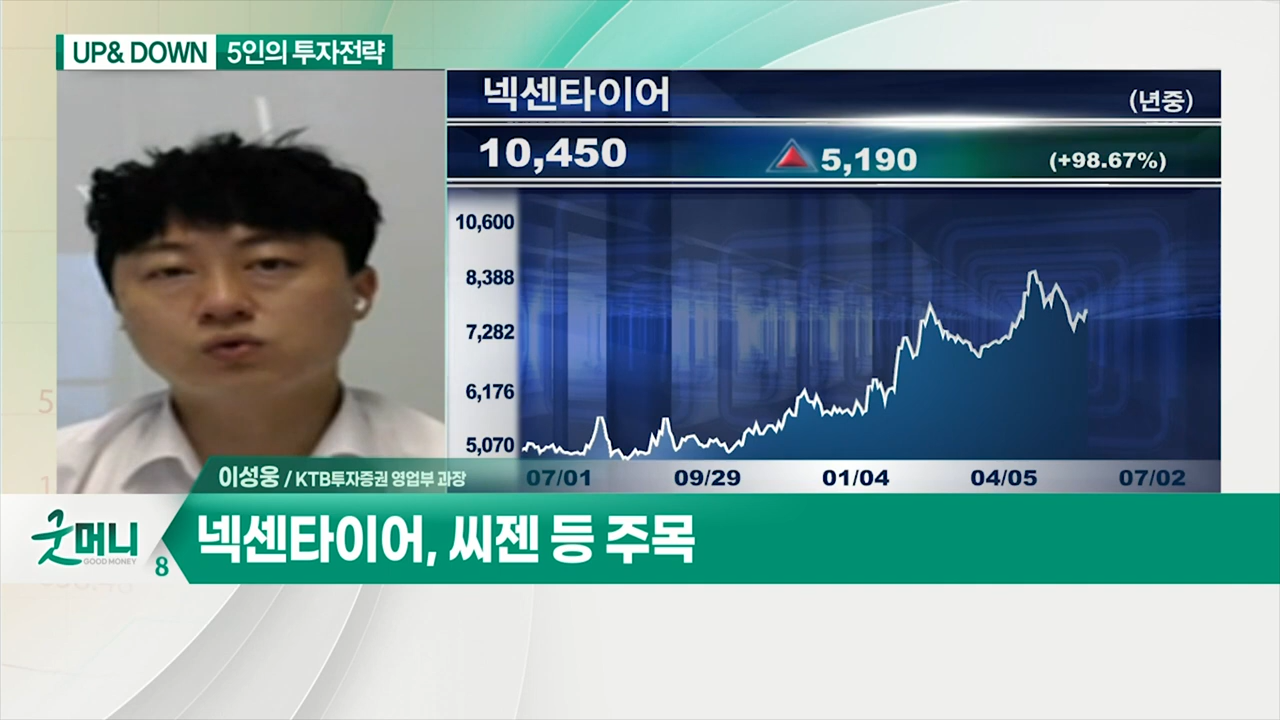 UP& DOWN 5인의 투자전략
넥센타이어 (년중)
10,450 ▲ 5,190 (+98.67%)
10,600
8,388
7,282
6,176
5,070
07/01 09/29 01/04 04/05 07/02
이성웅 / KTB투자증권 영업부 과장
굿머니
GOOD MONEY
넥센타이어, 씨젠 등 주목
5
1
8